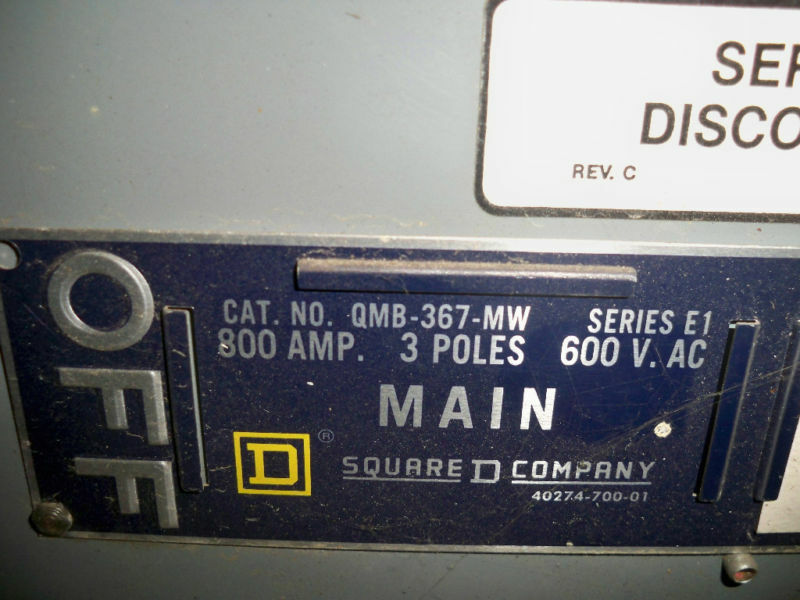 SER
DISCO
REV. C
OFF
CAT. NO. QMB-367-MW SERIES E1
800 AMP. 3 POLES 600 V. AC
MAIN
D ®
SQUARE D COMPANY
40274-700-01